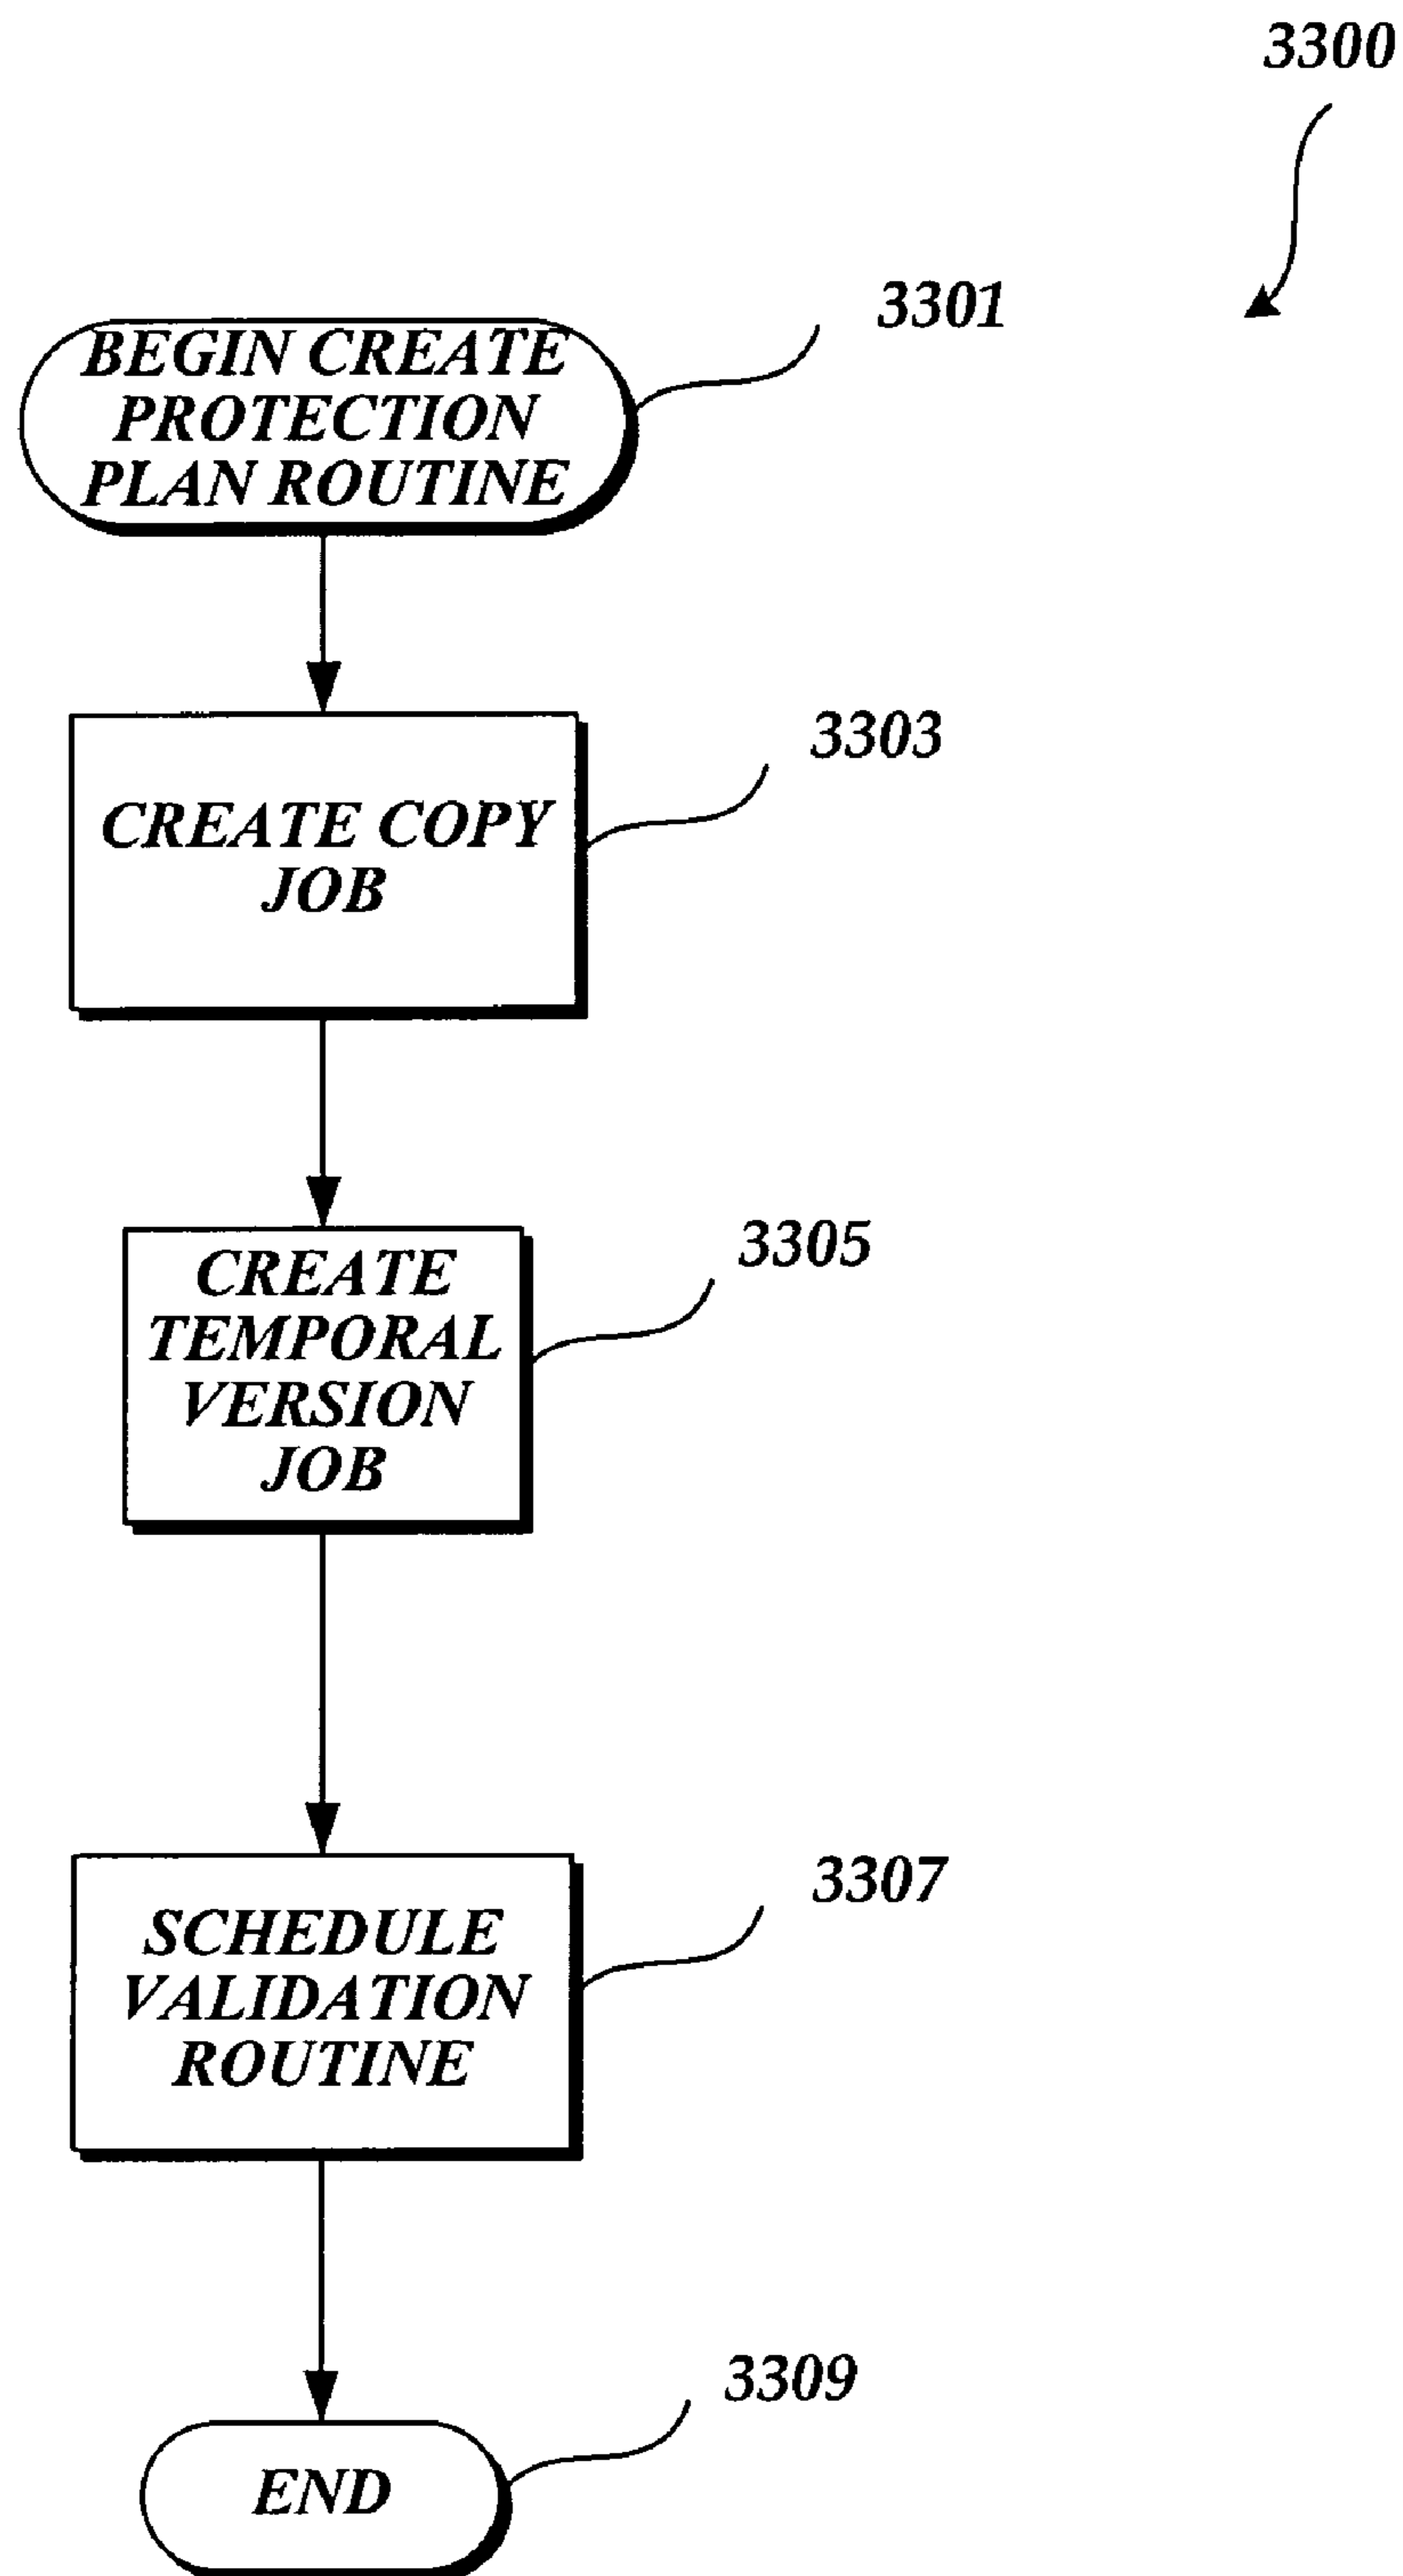 3300
3301
BEGIN CREATE
PROTECTION
PLAN ROUTINE
3303
CREATE COPY
JOB
3305
CREATE
TEMPORAL
VERSION
JOB
3307
SCHEDULE
VALIDATION
ROUTINE
3309
END